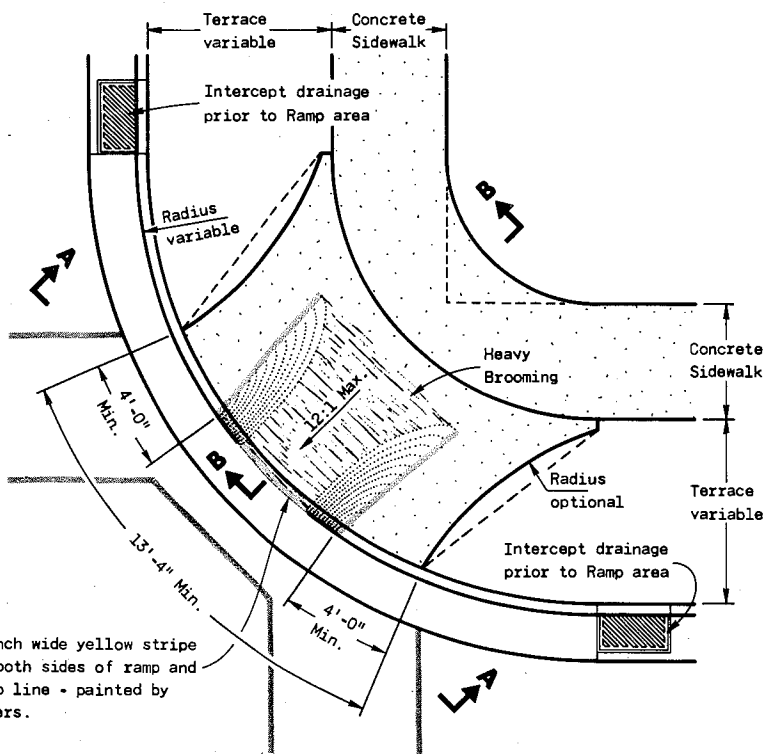 Terrace
variable
Concrete
Sidewalk
Intercept drainage
prior to Ramp area
B
Radius
variable
A
Concrete
Sidewalk
Heavy
Brooming
12:1 Max.
4'-0"
Min.
B
Radius
optional
Terrace
variable
13'-4" Min.
Intercept drainage
prior to Ramp area
4'-0"
Min.
wide yellow stripe
both sides of ramp and
line - painted by
A